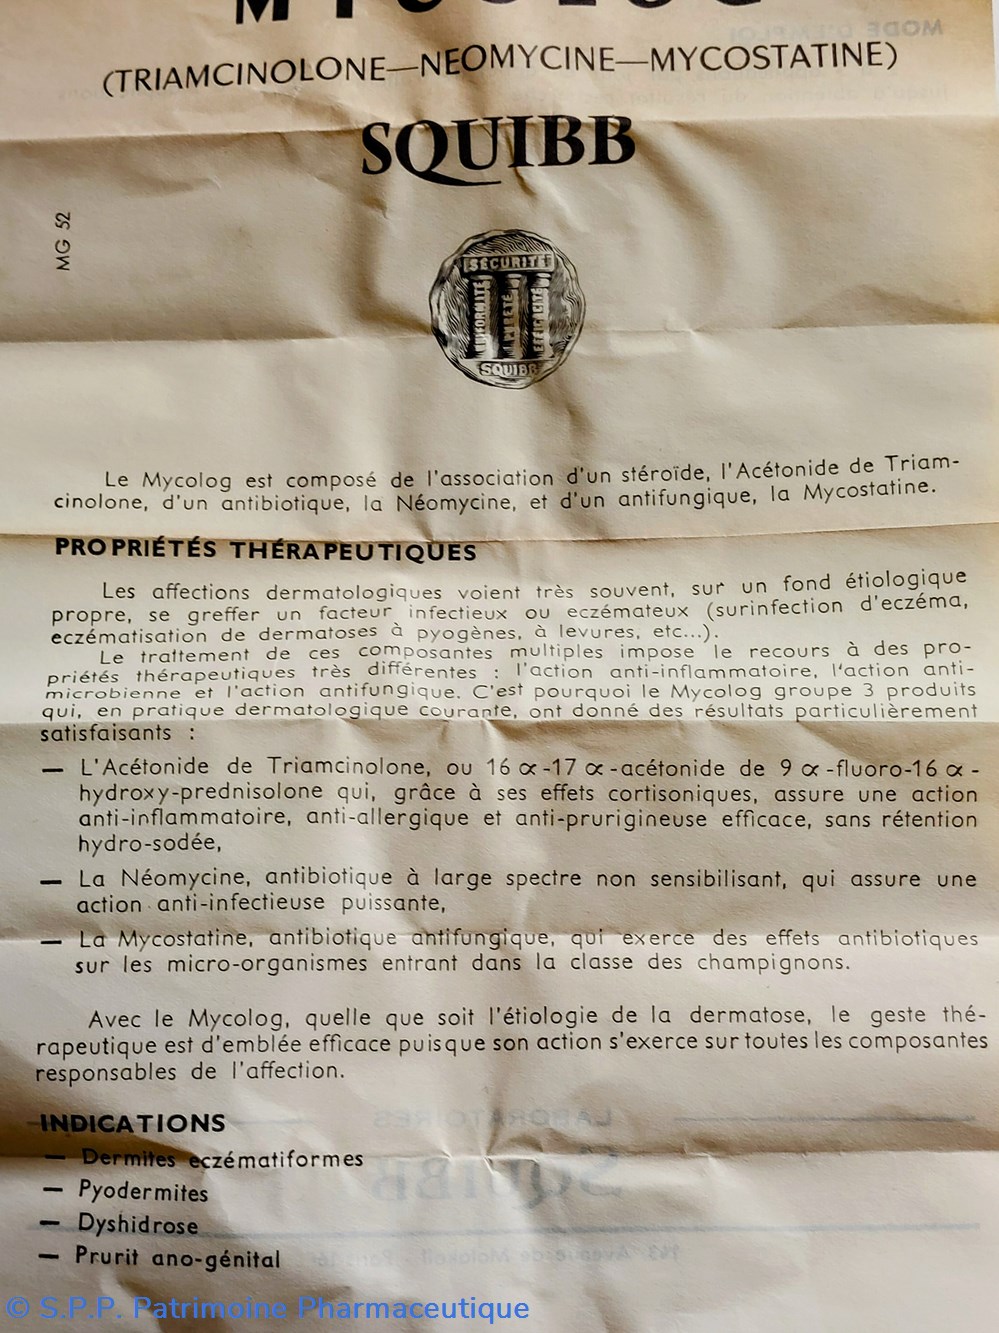 MYCOLOG
(TRIAMCINOLONE—NEOMYCINE—MYCOSTATINE)
SQUIBB
MG 52
SÉCURITÉ
UNIFORMITÉ
PURETÉ
EFFICACITÉ
SQUIBB
Le Mycolog est composé de l'association d'un stéroïde, l'Acétonide de Triam-
cinolone, d'un antibiotique, la Néomycine, et d'un antifungique, la Mycostatine.
PROPRIÉTÉS THÉRAPEUTIQUES
Les affections dermatologiques voient très souvent, sur un fond étiologique
propre, se greffer un facteur infectieux ou eczémateux (surinfection d'eczéma,
eczématisation de dermatoses à pyogènes, à levures, etc...).
Le traitement de ces composantes multiples impose le recours à des pro-
priétés thérapeutiques très différentes : l'action anti-inflammatoire, l'action anti-
microbienne et l'action antifungique. C'est pourquoi le Mycolog groupe 3 produits
qui, en pratique dermatologique courante, ont donné des résultats particulièrement
satisfaisants :
— L'Acétonide de Triamcinolone, ou 16 α-17 α-acétonide de 9 α-fluoro-16 α-
hydroxy-prednisolone qui, grâce à ses effets cortisoniques, assure une action
anti-inflammatoire, anti-allergique et anti-prurigineuse efficace, sans rétention
hydro-sodée,
— La Néomycine, antibiotique à large spectre non sensibilisant, qui assure une
action anti-infectieuse puissante,
— La Mycostatine, antibiotique antifungique, qui exerce des effets antibiotiques
sur les micro-organismes entrant dans la classe des champignons.
Avec le Mycolog, quelle que soit l'étiologie de la dermatose, le geste thé-
rapeutique est d'emblée efficace puisque son action s'exerce sur toutes les composantes
responsables de l'affection.
INDICATIONS
— Dermites eczématiformes
— Pyodermites
— Dyshidrose
— Prurit ano-génital
© S.P.P. Patrimoine Pharmaceutique